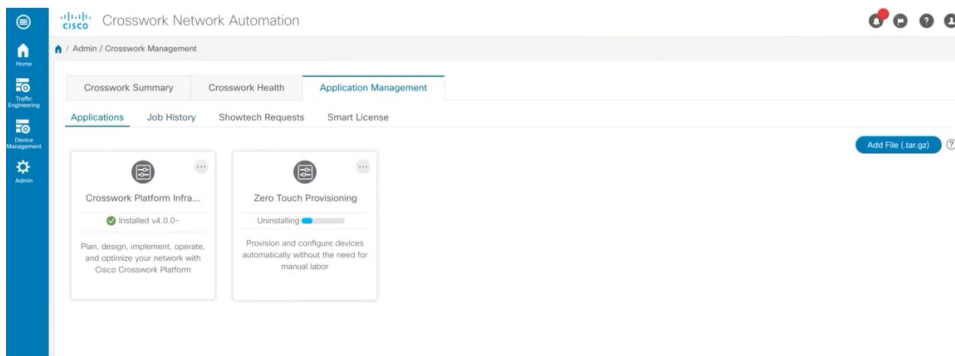 CISCO Crosswork Network Automation
Home
Traffic
Engineering
Device
Management
Admin
/ Admin / Crosswork Management
Crosswork Summary Crosswork Health Application Management
Applications Job History Showtech Requests Smart License
Add File (.tar.gz) ?
Crosswork Platform Infra...
Installed v4.0.0-
Plan, design, implement, operate,
and optimize your network with
Cisco Crosswork Platform
Zero Touch Provisioning
Uninstalling
Provision and configure devices
automatically without the need for
manual labor